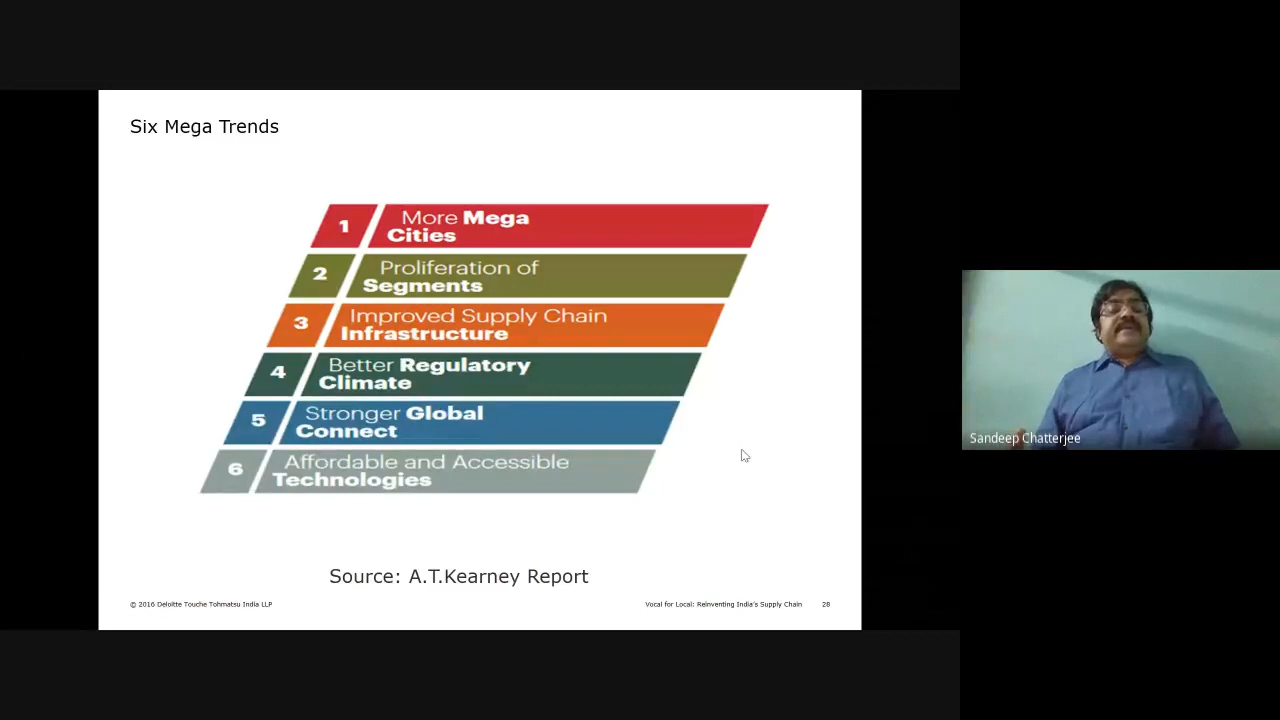 Six Mega Trends
1
More Mega
Cities
2
Proliferation of
Segments
3
Improved Supply Chain
Infrastructure
4
Better Regulatory
Climate
5
Stronger Global
Connect
6
Affordable and Accessible
Technologies
Source: A.T.Kearney Report
© 2016 Deloitte Touche Tohmatsu India LLP
Vocal for Local: Reinventing India's Supply Chain 28
Sandeep Chatterjee